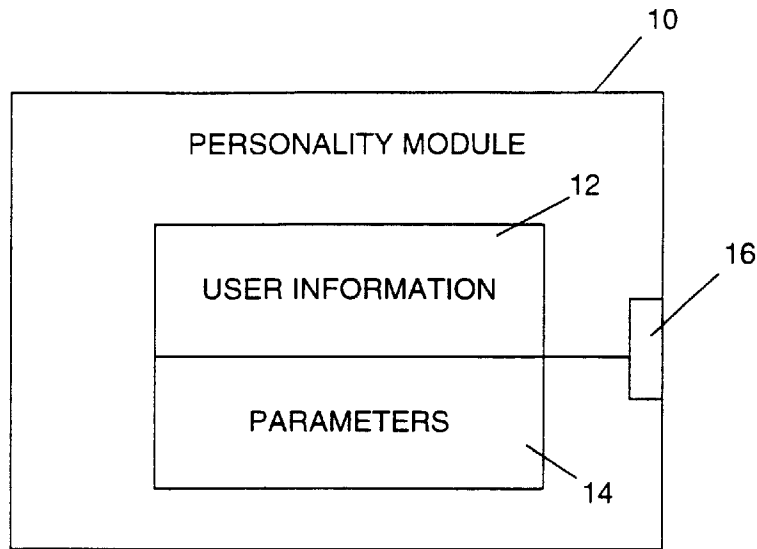 10
PERSONALITY MODULE
12
USER INFORMATION
16
PARAMETERS
14